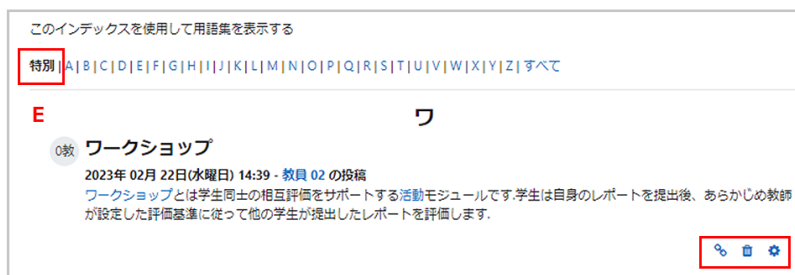 このインデックスを使用して用語集を表示する
特別 | A | B | C | D | E | F | G | H | I | J | K | L | M | N | O | P | Q | R | S | T | U | V | W | X | Y | Z | すべて
E
ワ
0教 ワークショップ
2023年 02月 22日(水曜日) 14:39 - 教員 02 の投稿
ワークショップとは学生同士の相互評価をサポートする活動モジュールです.学生は自身のレポートを提出後、あらかじめ教師
が設定した評価基準に従って他の学生が提出したレポートを評価します.